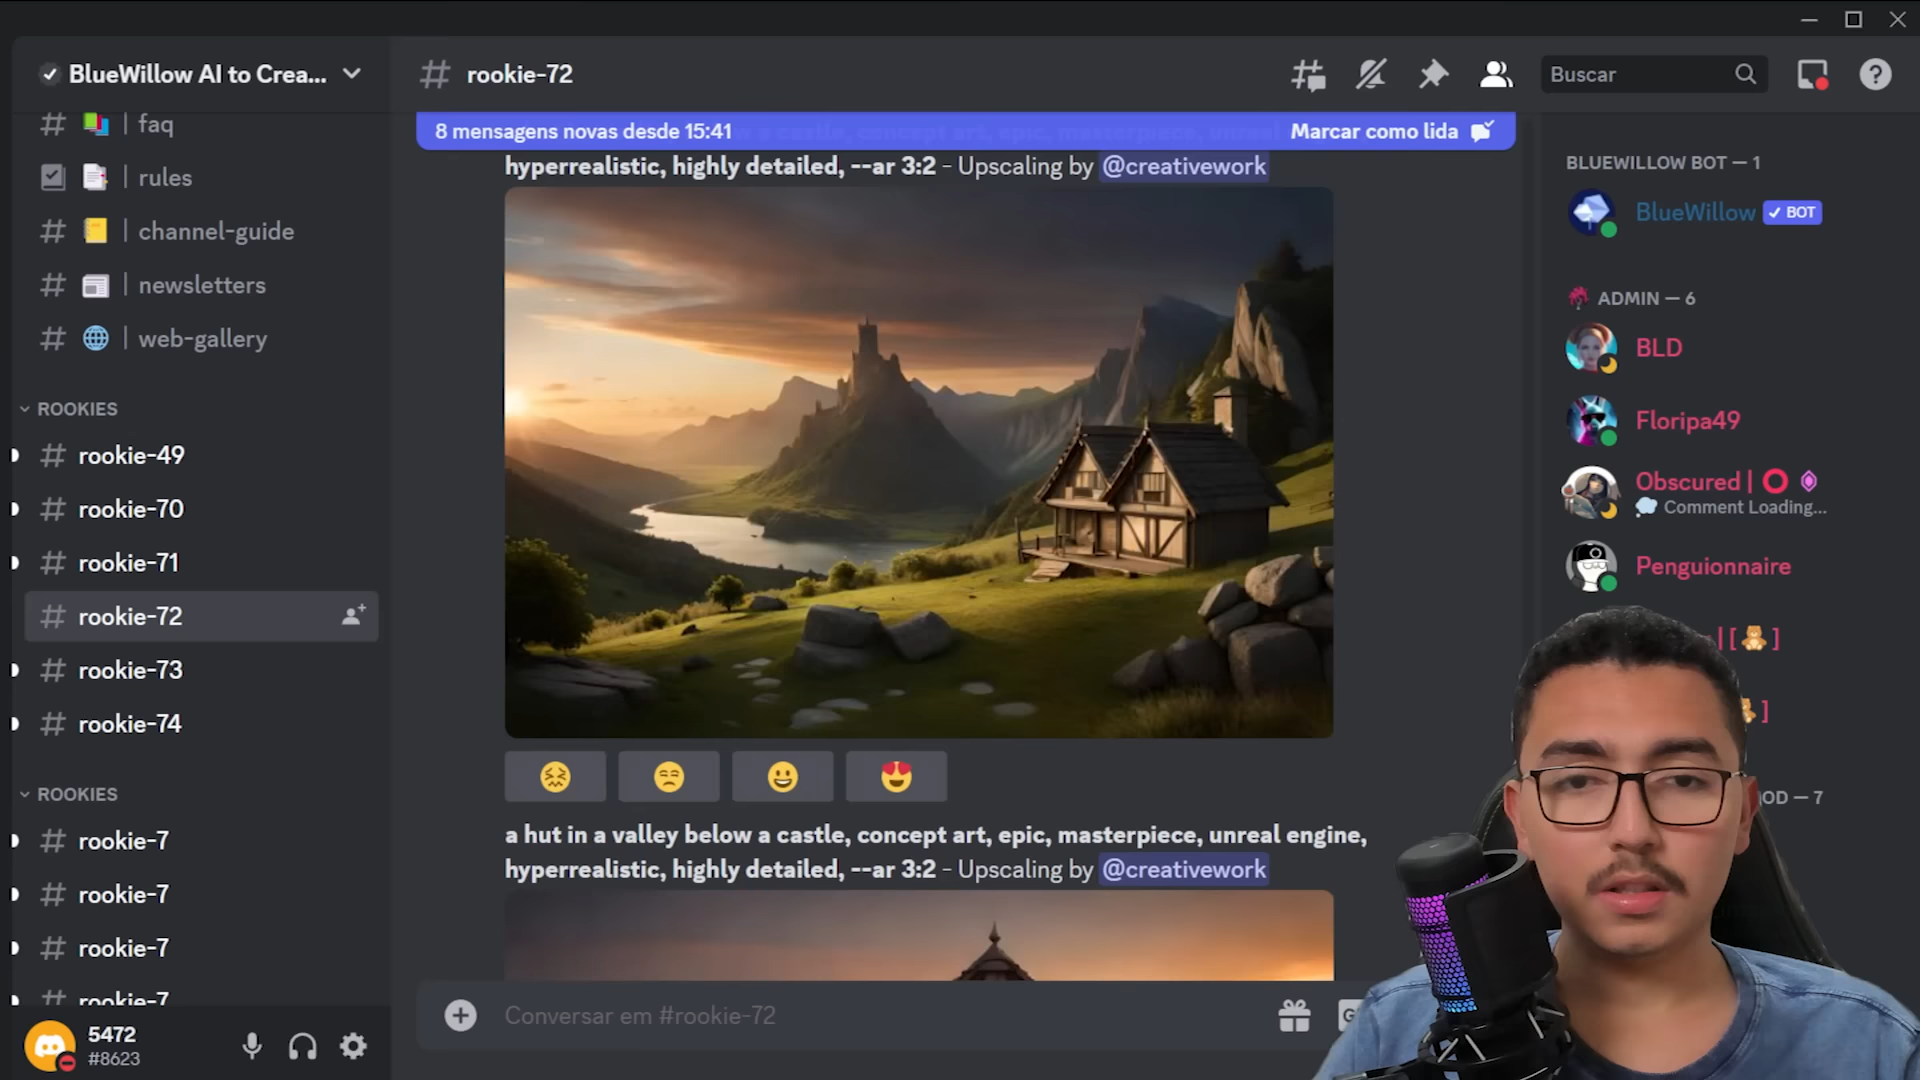 BlueWillow AI to Crea...
faq
rules
channel-guide
newsletters
web-gallery
ROOKIES
rookie-49
rookie-70
rookie-71
rookie-72
rookie-73
rookie-74
ROOKIES
rookie-7
rookie-7
rookie-7
rookie-7
5472
#8623
rookie-72
Buscar
8 mensagens novas desde 15:41
Marcar como lida
hyperrealistic, highly detailed, --ar 3:2 - Upscaling by @creativework
a hut in a valley below a castle, concept art, epic, masterpiece, unreal engine,
hyperrealistic, highly detailed, --ar 3:2 - Upscaling by @creativework
Conversar em #rookie-72
BLUEWILLOW BOT — 1
BlueWillow BOT
ADMIN — 6
BLD
Floripa49
Obscured |
Comment Loading...
Penguionnaire
| [ ]
]
OD — 7